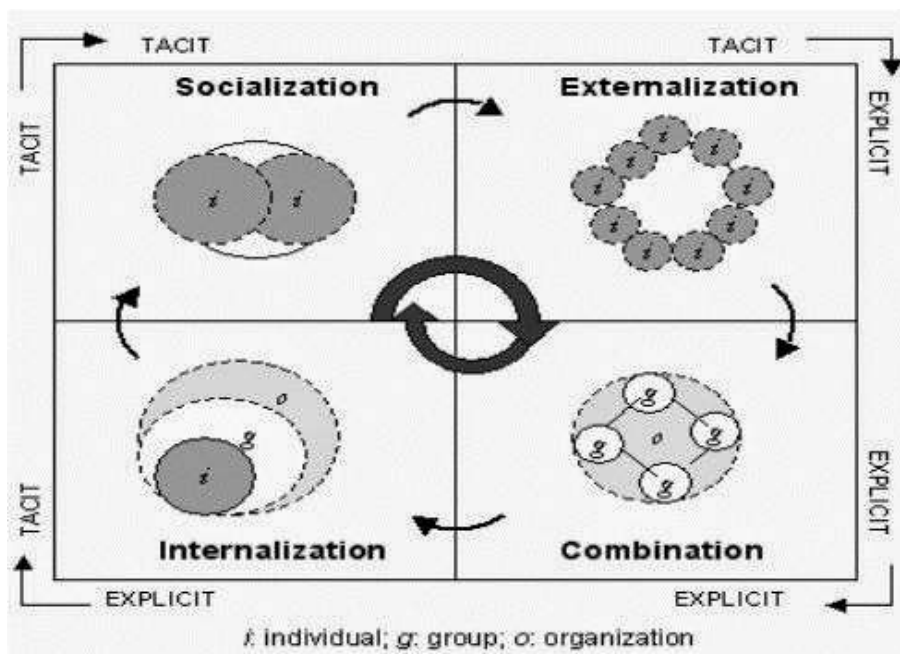 TACIT TACIT
Socialization Externalization
TACIT EXPLICIT
i i
i i i i i i i i i
o
g
i
g
g o g
g
TACIT EXPLICIT
Internalization Combination
EXPLICIT EXPLICIT
i: individual; g: group; o: organization